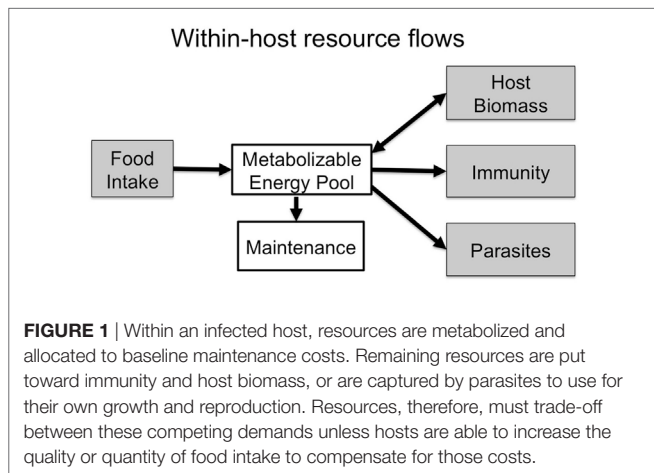 Within-host resource flows
Host
Biomass
Food
Intake
Metabolizable
Energy Pool
Immunity
Maintenance
Parasites
FIGURE 1 | Within an infected host, resources are metabolized and
allocated to baseline maintenance costs. Remaining resources are put
toward immunity and host biomass, or are captured by parasites to use for
their own growth and reproduction. Resources, therefore, must trade-off
between these competing demands unless hosts are able to increase the
quality or quantity of food intake to compensate for those costs.